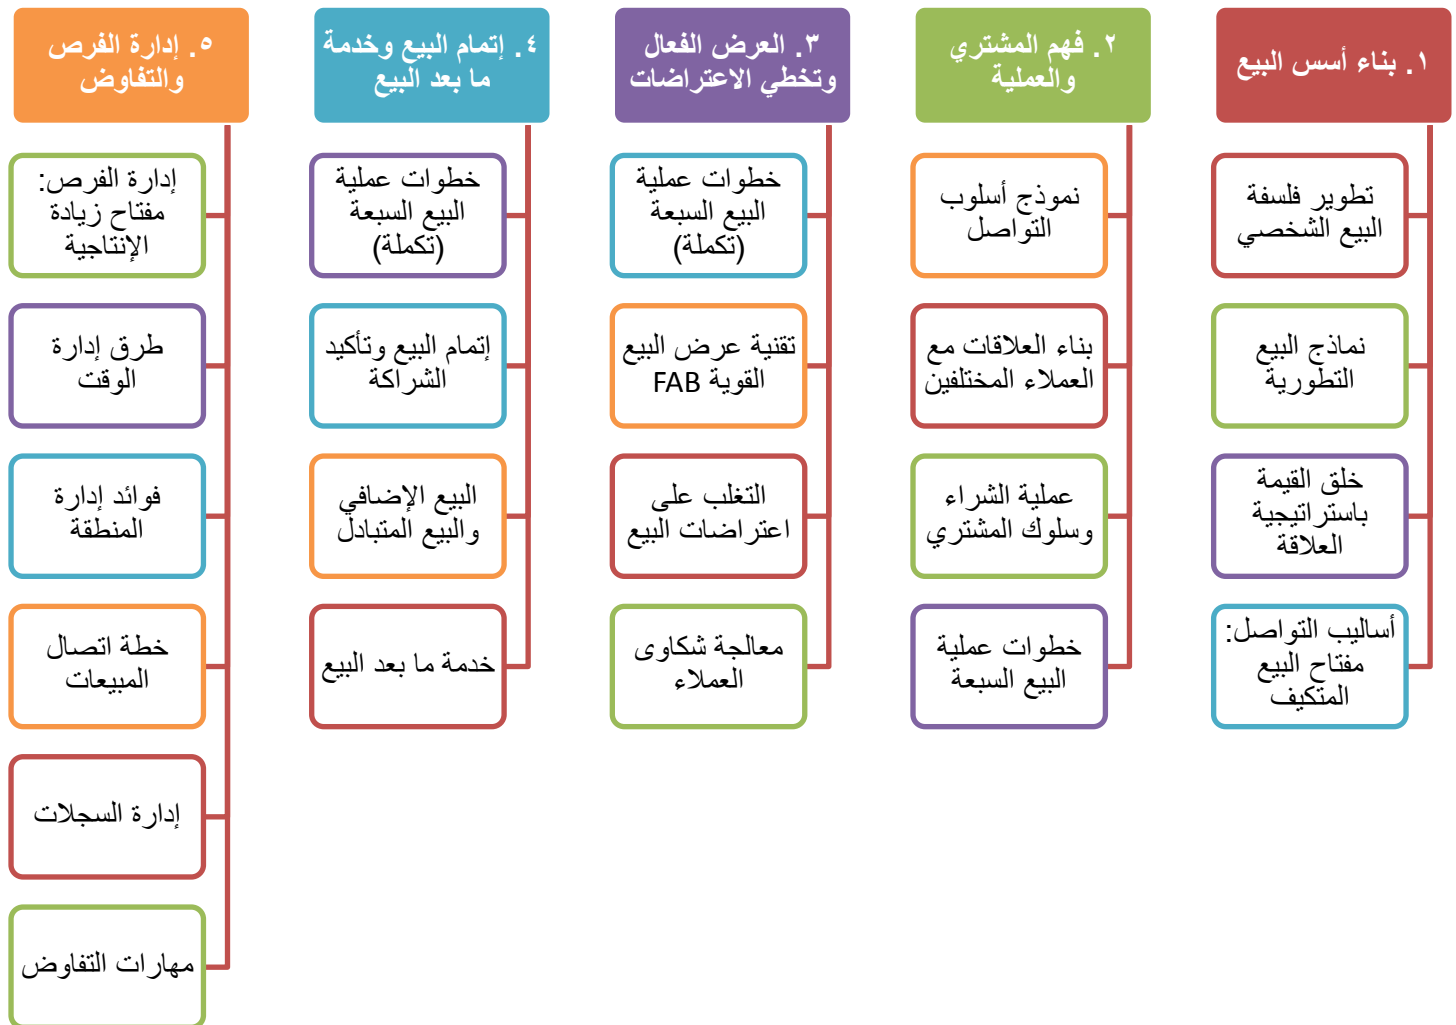 ١. بناء أسس البيع
تطوير فلسفة
البيع الشخصي
نماذج البيع
التطورية
خلق القيمة
باستراتيجية
العلاقة
أساليب التواصل:
مفتاح البيع
المتكيف
٢. فهم المشتري
والعملية
نموذج أسلوب
التواصل
بناء العلاقات مع
العملاء المختلفين
عملية الشراء
وسلوك المشتري
خطوات عملية
البيع السبعة
٣. العرض الفعال
وتخطي الاعتراضات
خطوات عملية
البيع السبعة
(تكملة)
تقنية عرض البيع
القوية FAB
التغلب على
اعتراضات البيع
معالجة شكاوى
العملاء
٤. إتمام البيع وخدمة
ما بعد البيع
خطوات عملية
البيع السبعة
(تكملة)
إتمام البيع وتأكيد
الشراكة
البيع الإضافي
والبيع المتبادل
خدمة ما بعد البيع
٥. إدارة الفرص
والتفاوض
إدارة الفرص:
مفتاح زيادة
الإنتاجية
طرق إدارة
الوقت
فوائد إدارة
المنطقة
خطة اتصال
المبيعات
إدارة السجلات
مهارات التفاوض